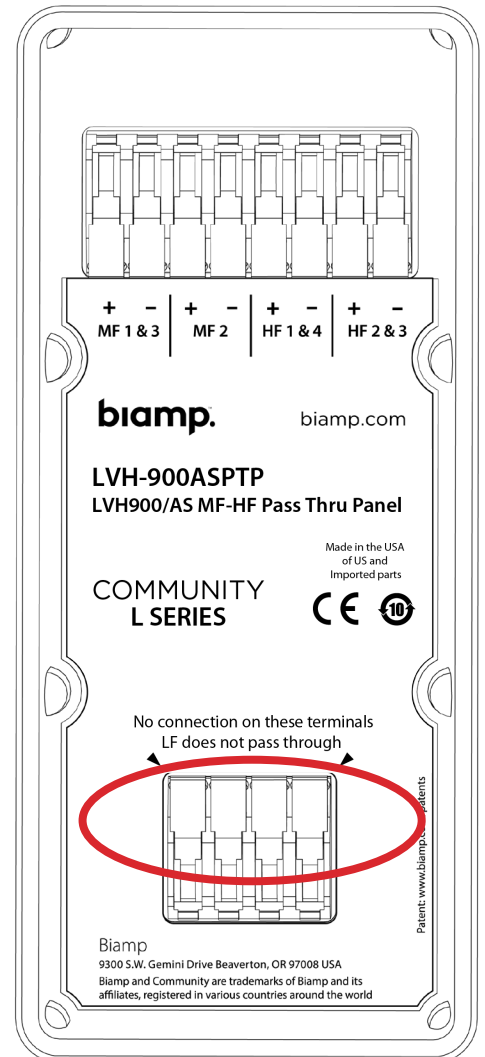 + − + − + − + −
MF 1 & 3 MF 2 HF 1 & 4 HF 2 & 3
biamp.
biamp.com
LVH-900ASPTP
LVH900/AS MF-HF Pass Thru Panel
Made in the USA
of US and
Imported parts
COMMUNITY
L SERIES
CE
10
No connection on these terminals
LF does not pass through
Patent: www.biamp.
patents
Biamp
9300 S.W. Gemini Drive Beaverton, OR 97008 USA
Biamp and Community are trademarks of Biamp and its
affiliates, registered in various countries around the world